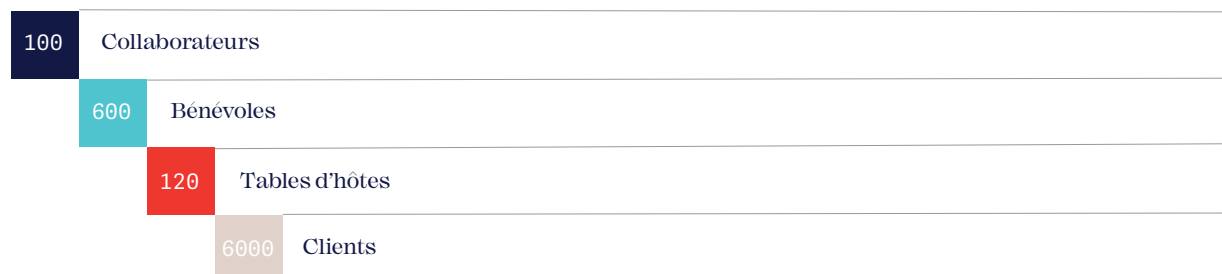 100 Collaborateurs
600 Bénévoles
120 Tables d’hôtes
6000 Clients